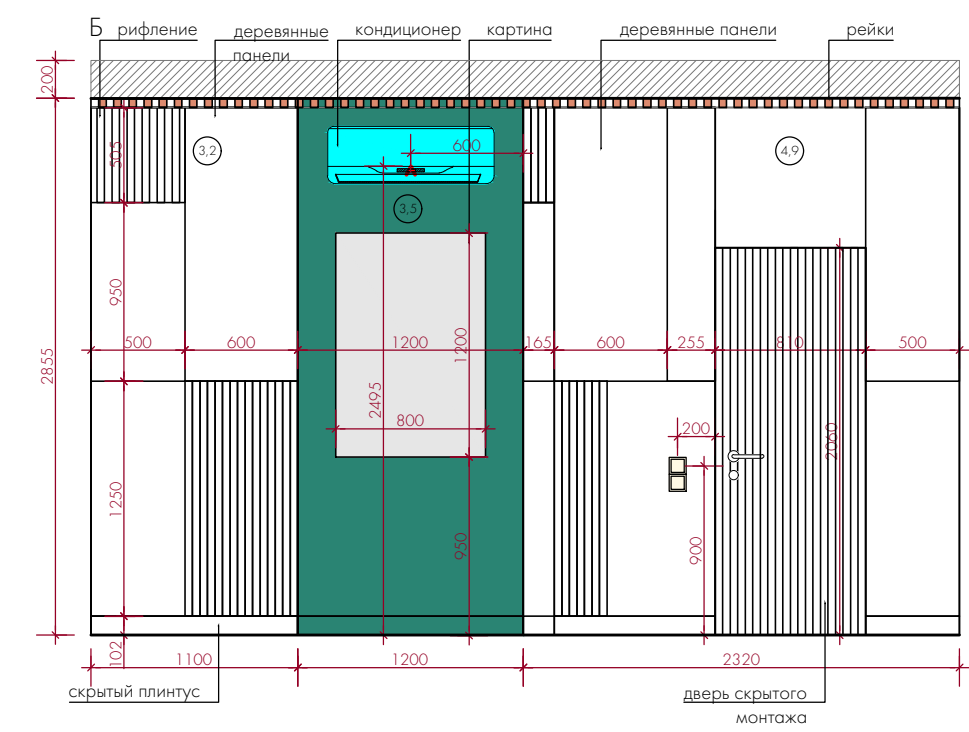 Б рифление деревянные кондиционер картина деревянные панели рейки
панели
200
505 3,2 600 4,9
3,5
950
2855
500 600 1200 1200 165 600 255 810 500
2495
800 200 2060
1250
950 900
102
1100 1200 2320
скрытый плинтус дверь скрытого
монтажа